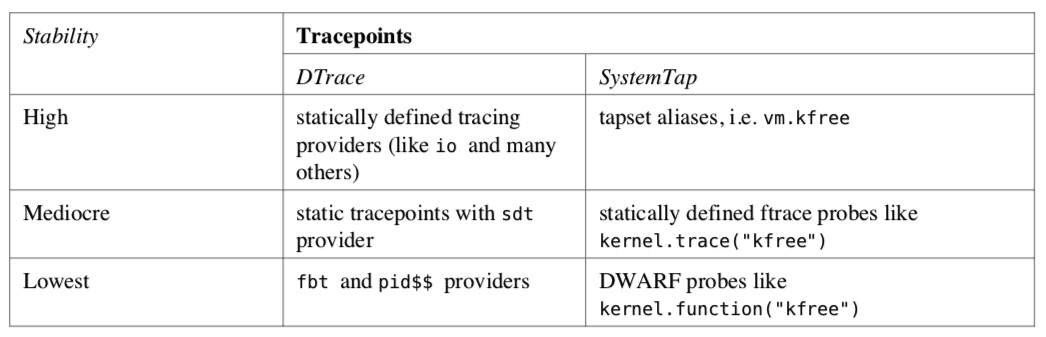 Stability
Tracepoints
DTrace
SystemTap
High
statically defined tracing
providers (like io and many
others)
tapset aliases, i.e. vm.kfree
Mediocre
static tracepoints with sdt
provider
statically defined ftrace probes like
kernel.trace("kfree")
Lowest
fbt and pid$$ providers
DWARF probes like
kernel.function("kfree")